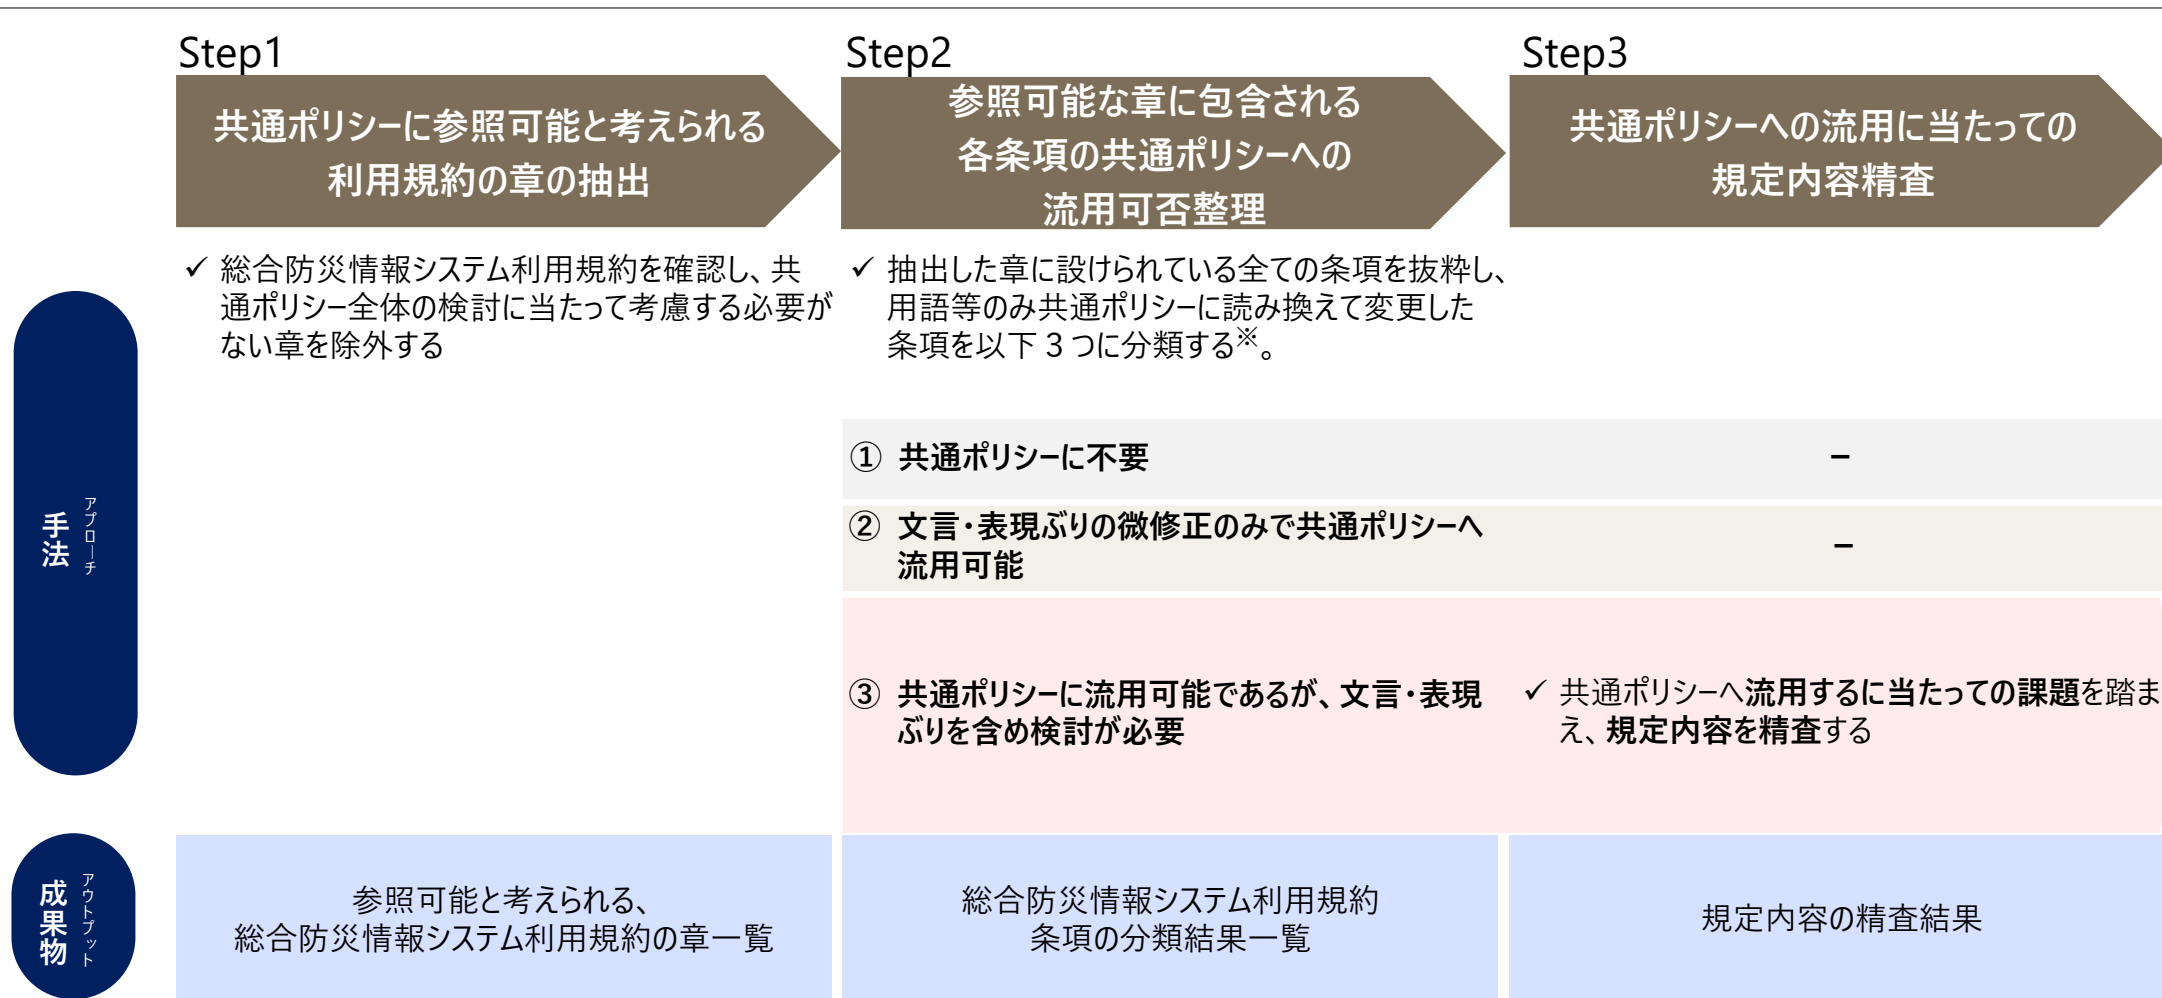 Step1
共通ポリシーに参照可能と考えられる
利用規約の章の抽出
Step2
参照可能な章に包含される
各条項の共通ポリシーへの
流用可否整理
Step3
共通ポリシーへの流用に当たっての
規定内容精査
手法
アプローチ
✓ 総合防災情報システム利用規約を確認し、共
通ポリシー全体の検討に当たって考慮する必要が
ない章を除外する
✓ 抽出した章に設けられている全ての条項を抜粋し、
用語等のみ共通ポリシーに読み換えて変更した
条項を以下３つに分類する※。
① 共通ポリシーに不要
－
② 文言・表現ぶりの微修正のみで共通ポリシーへ
流用可能
－
③ 共通ポリシーに流用可能であるが、文言・表現
ぶりを含め検討が必要
✓ 共通ポリシーへ流用するに当たっての課題を踏ま
え、規定内容を精査する
成果物
アウトプット
参照可能と考えられる、
総合防災情報システム利用規約の章一覧
総合防災情報システム利用規約
条項の分類結果一覧
規定内容の精査結果